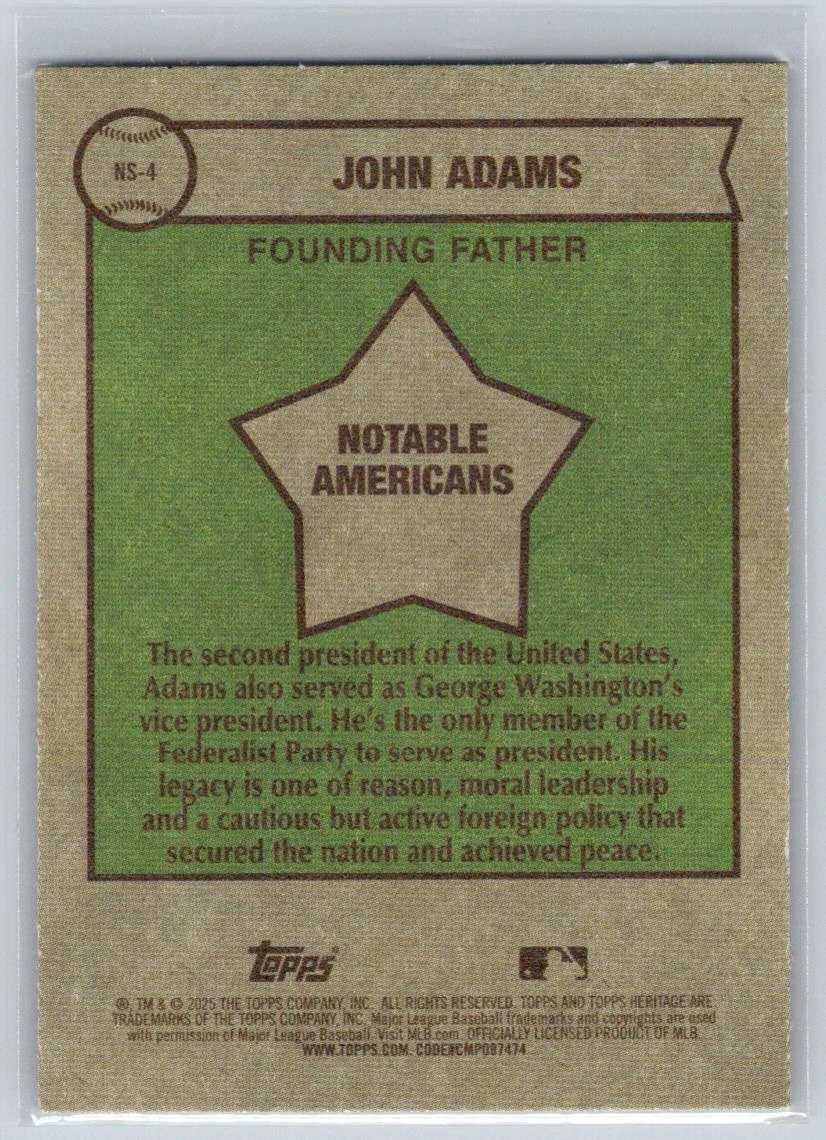 NS-4
JOHN ADAMS
FOUNDING FATHER
NOTABLE
AMERICANS
The second president of the United States,
Adams also served as George Washington's
vice president. He's the only member of the
Federalist Party to serve as president. His
legacy is one of reason, moral leadership
and a cautious but active foreign policy that
secured the nation and achieved peace.
Topps®
®, TM & © 2025 THE TOPPS COMPANY, INC. ALL RIGHTS RESERVED. TOPPS AND TOPPS HERITAGE ARE
TRADEMARKS OF THE TOPPS COMPANY, INC. Major League Baseball trademarks and copyrights are used
with permission of Major League Baseball. Visit MLB.com. OFFICIALLY LICENSED PRODUCT OF MLB.
WWW.TOPPS.COM. CODE#CMP097474